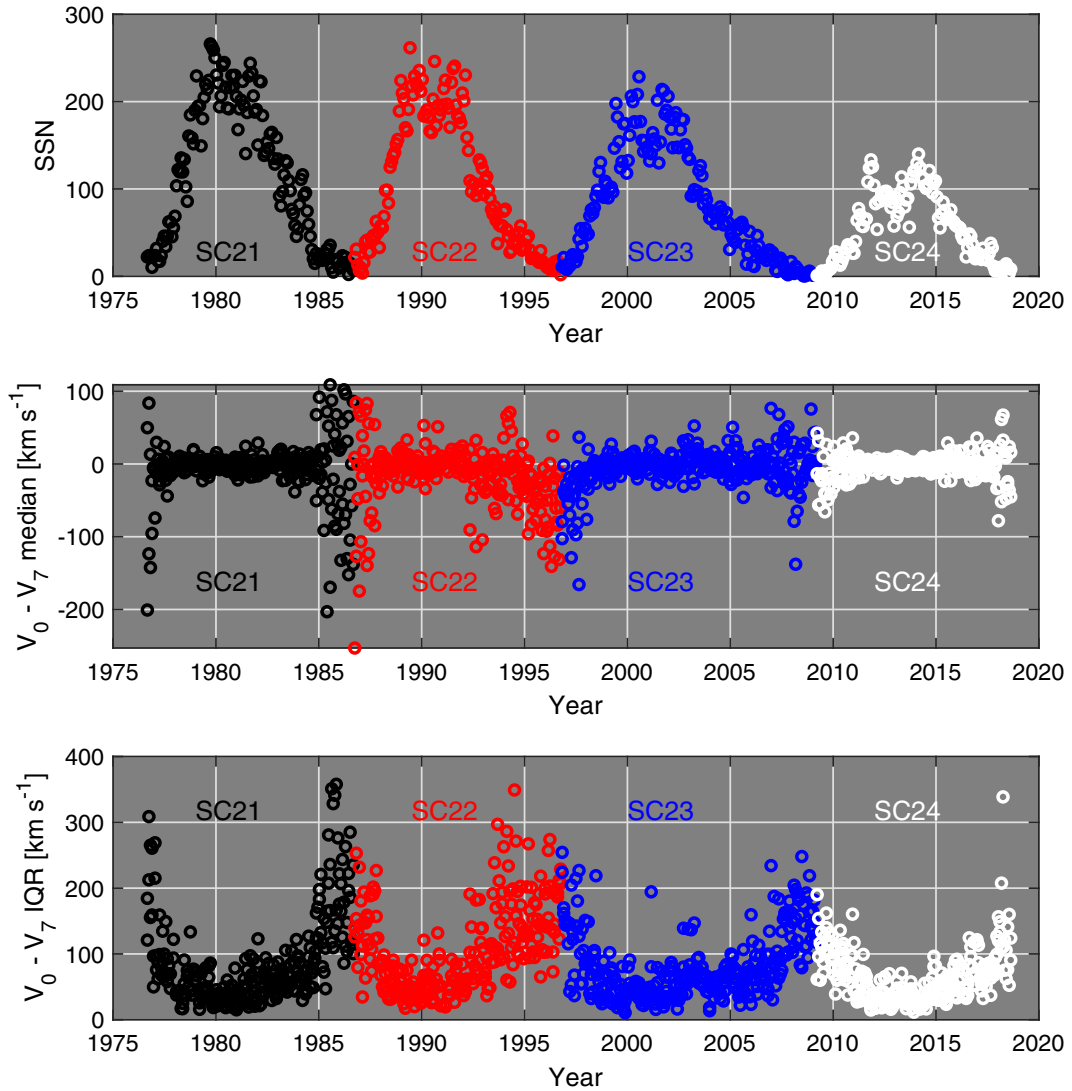 300
200
100
0
SSN
SC21 SC22 SC23 SC24
1975 1980 1985 1990 1995 2000 2005 2010 2015 2020
Year
100
0
-100
-200
V₀ - V₇ median [km s⁻¹]
SC21 SC22 SC23 SC24
1975 1980 1985 1990 1995 2000 2005 2010 2015 2020
Year
400
300
200
100
0
V₀ - V₇ IQR [km s⁻¹]
SC21 SC22 SC23 SC24
1975 1980 1985 1990 1995 2000 2005 2010 2015 2020
Year